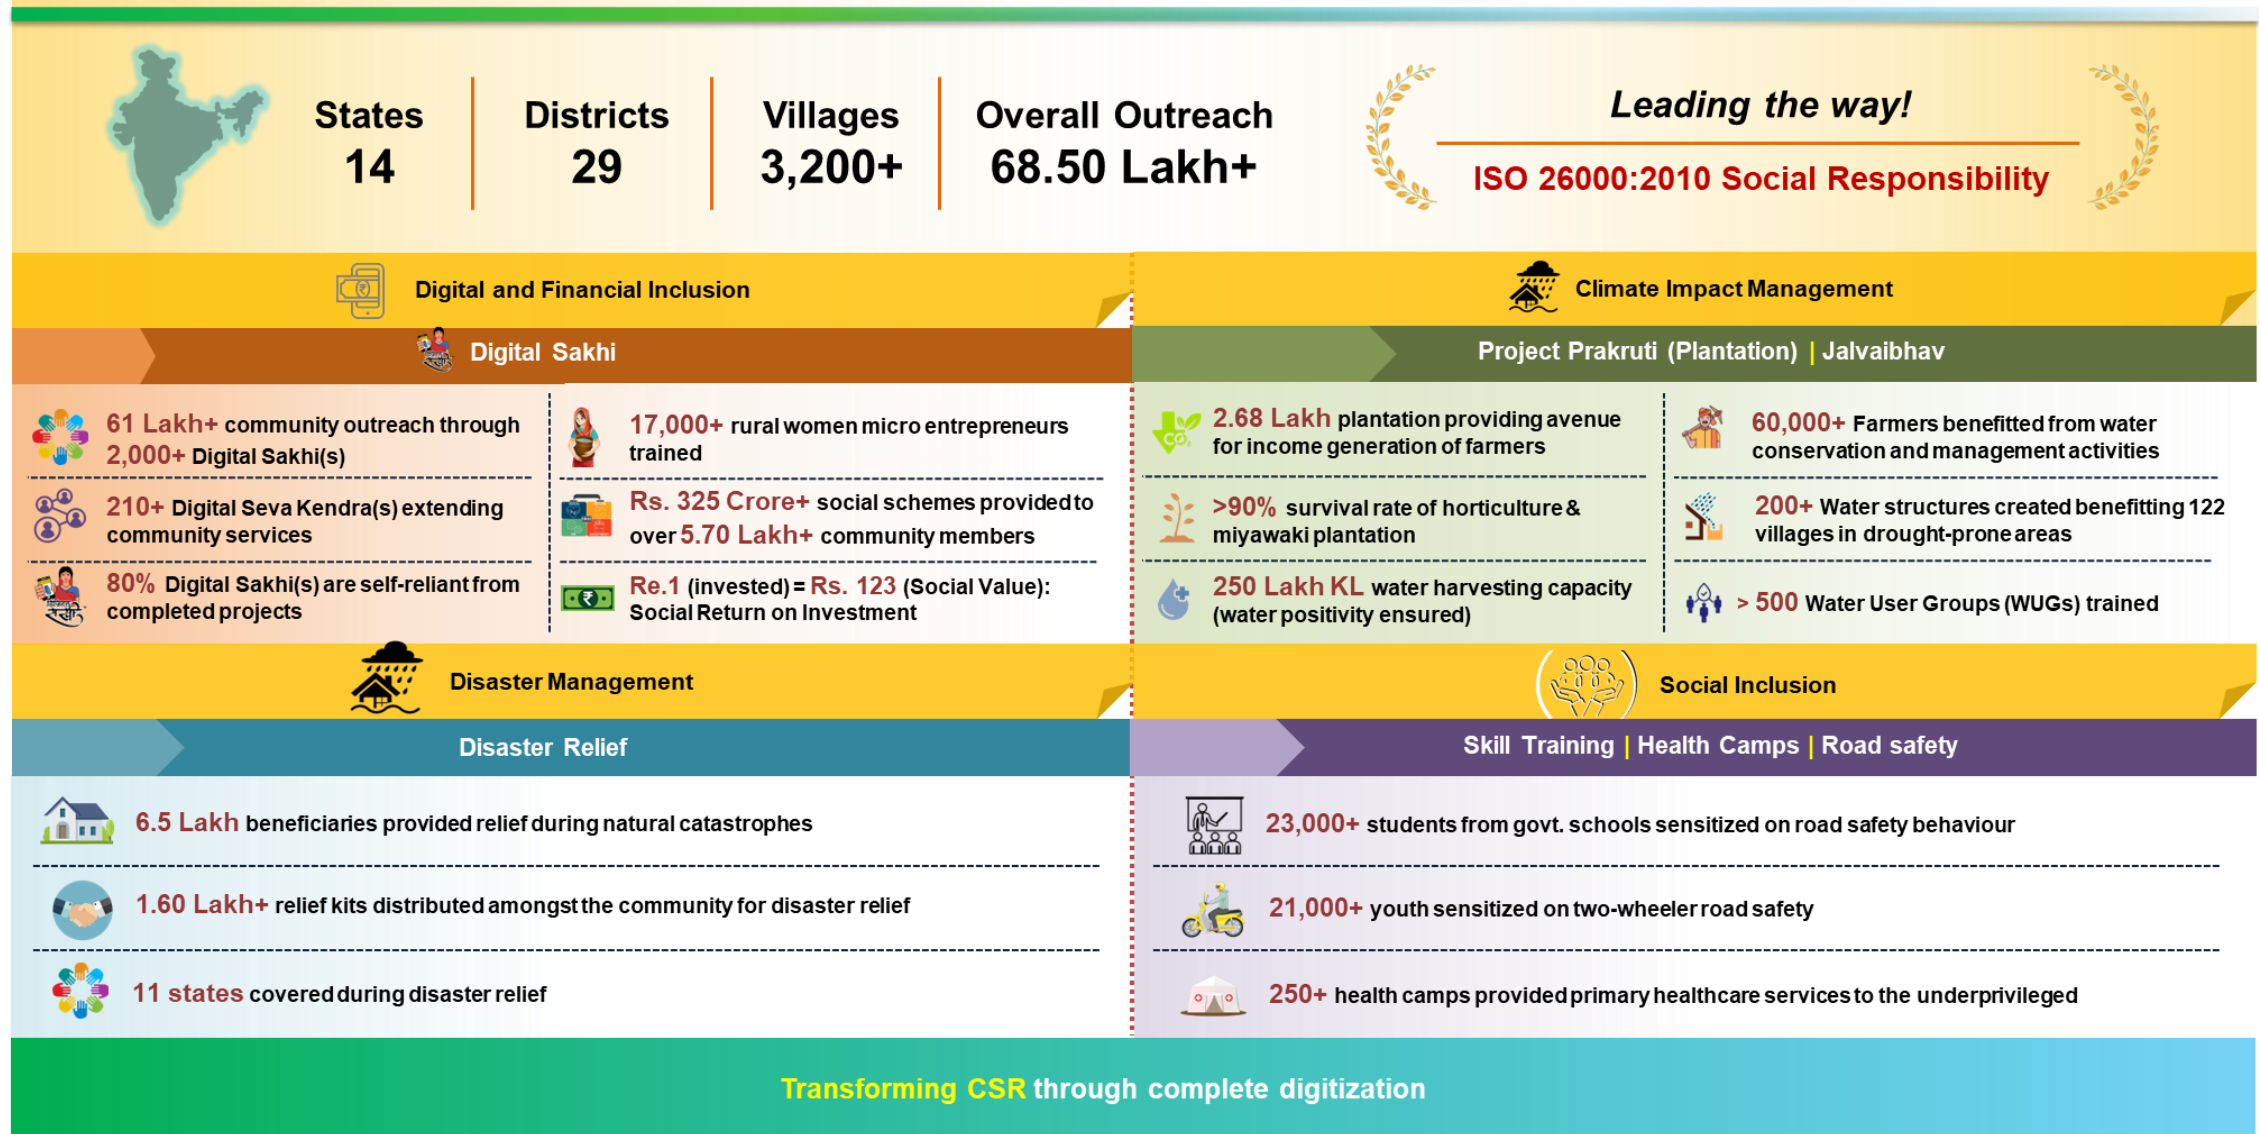 States
14
Districts
29
Villages
3,200+
Overall Outreach
68.50 Lakh+
Leading the way!
ISO 26000:2010 Social Responsibility
Digital and Financial Inclusion
Digital Sakhi
61 Lakh+ community outreach through
2,000+ Digital Sakhi(s)
210+ Digital Seva Kendra(s) extending
community services
80% Digital Sakhi(s) are self-reliant from
completed projects
17,000+ rural women micro entrepreneurs
trained
Rs. 325 Crore+ social schemes provided to
over 5.70 Lakh+ community members
Re.1 (invested) = Rs. 123 (Social Value):
Social Return on Investment
Climate Impact Management
Project Prakruti (Plantation) | Jalvaibhav
2.68 Lakh plantation providing avenue
for income generation of farmers
>90% survival rate of horticulture &
miyawaki plantation
250 Lakh KL water harvesting capacity
(water positivity ensured)
60,000+ Farmers benefitted from water
conservation and management activities
200+ Water structures created benefitting 122
villages in drought-prone areas
> 500 Water User Groups (WUGs) trained
Disaster Management
Disaster Relief
6.5 Lakh beneficiaries provided relief during natural catastrophes
1.60 Lakh+ relief kits distributed amongst the community for disaster relief
11 states covered during disaster relief
Social Inclusion
Skill Training | Health Camps | Road safety
23,000+ students from govt. schools sensitized on road safety behaviour
21,000+ youth sensitized on two-wheeler road safety
250+ health camps provided primary healthcare services to the underprivileged
Transforming CSR through complete digitization